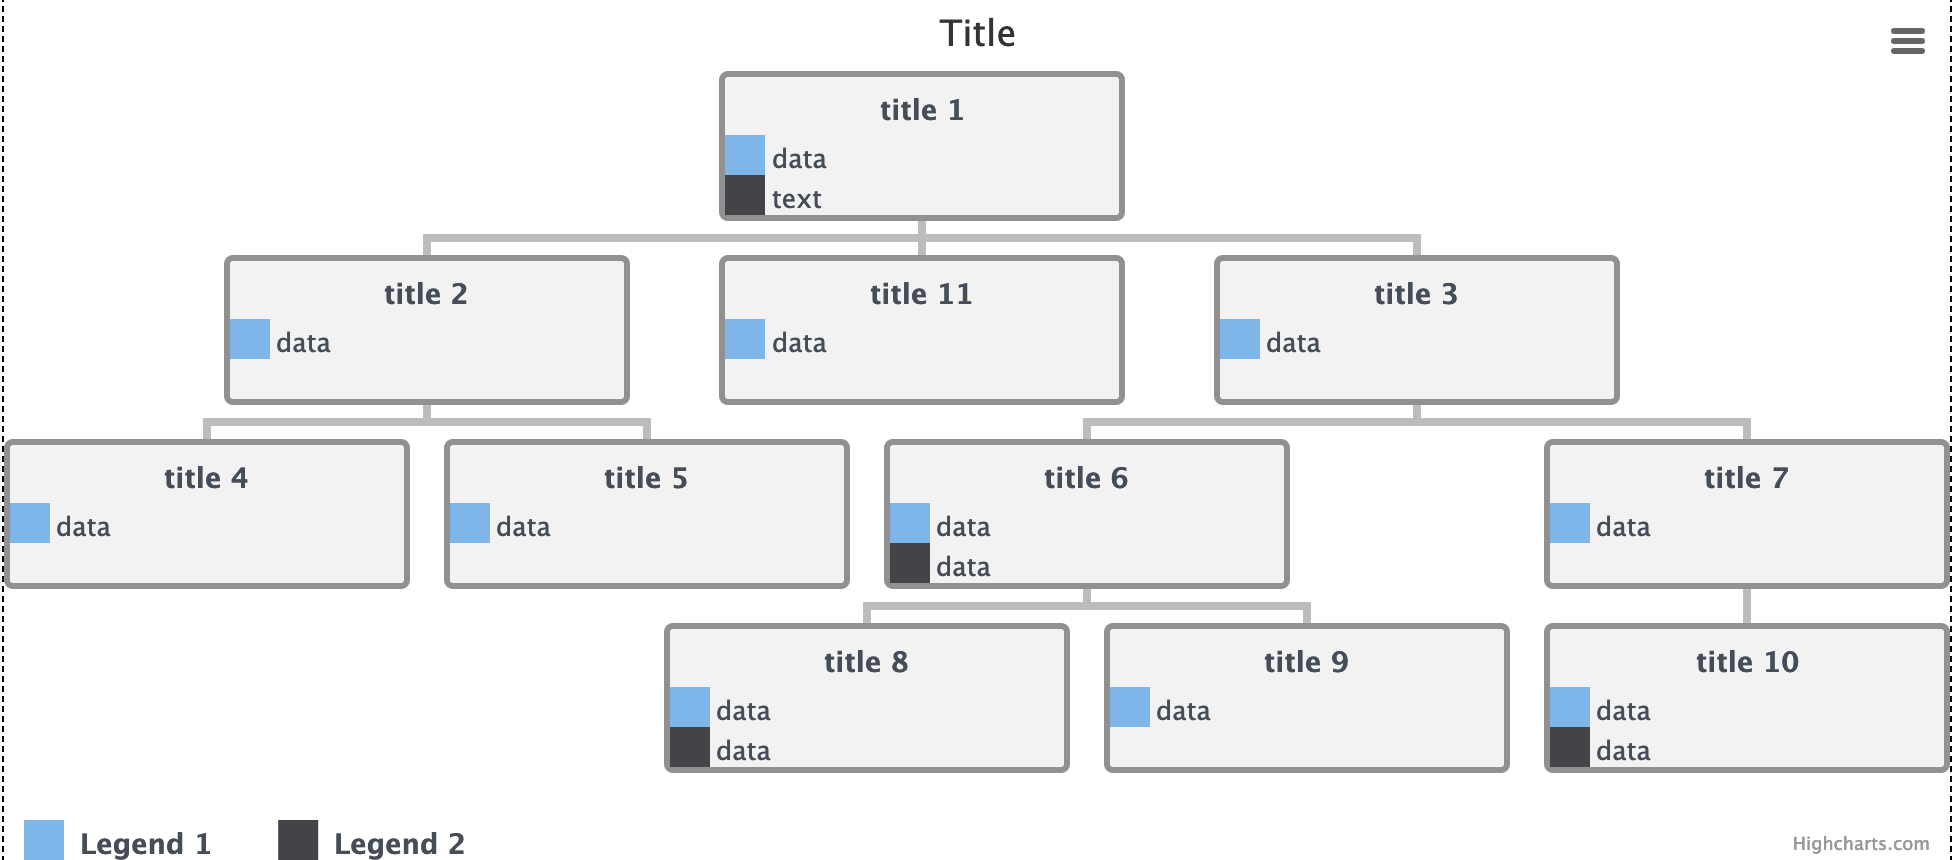 Title
title 1
data
text
title 2
data
title 11
data
title 3
data
title 4
data
title 5
data
title 6
data
data
title 7
data
title 8
data
data
title 9
data
title 10
data
data
Legend 1
Legend 2
Highcharts.com